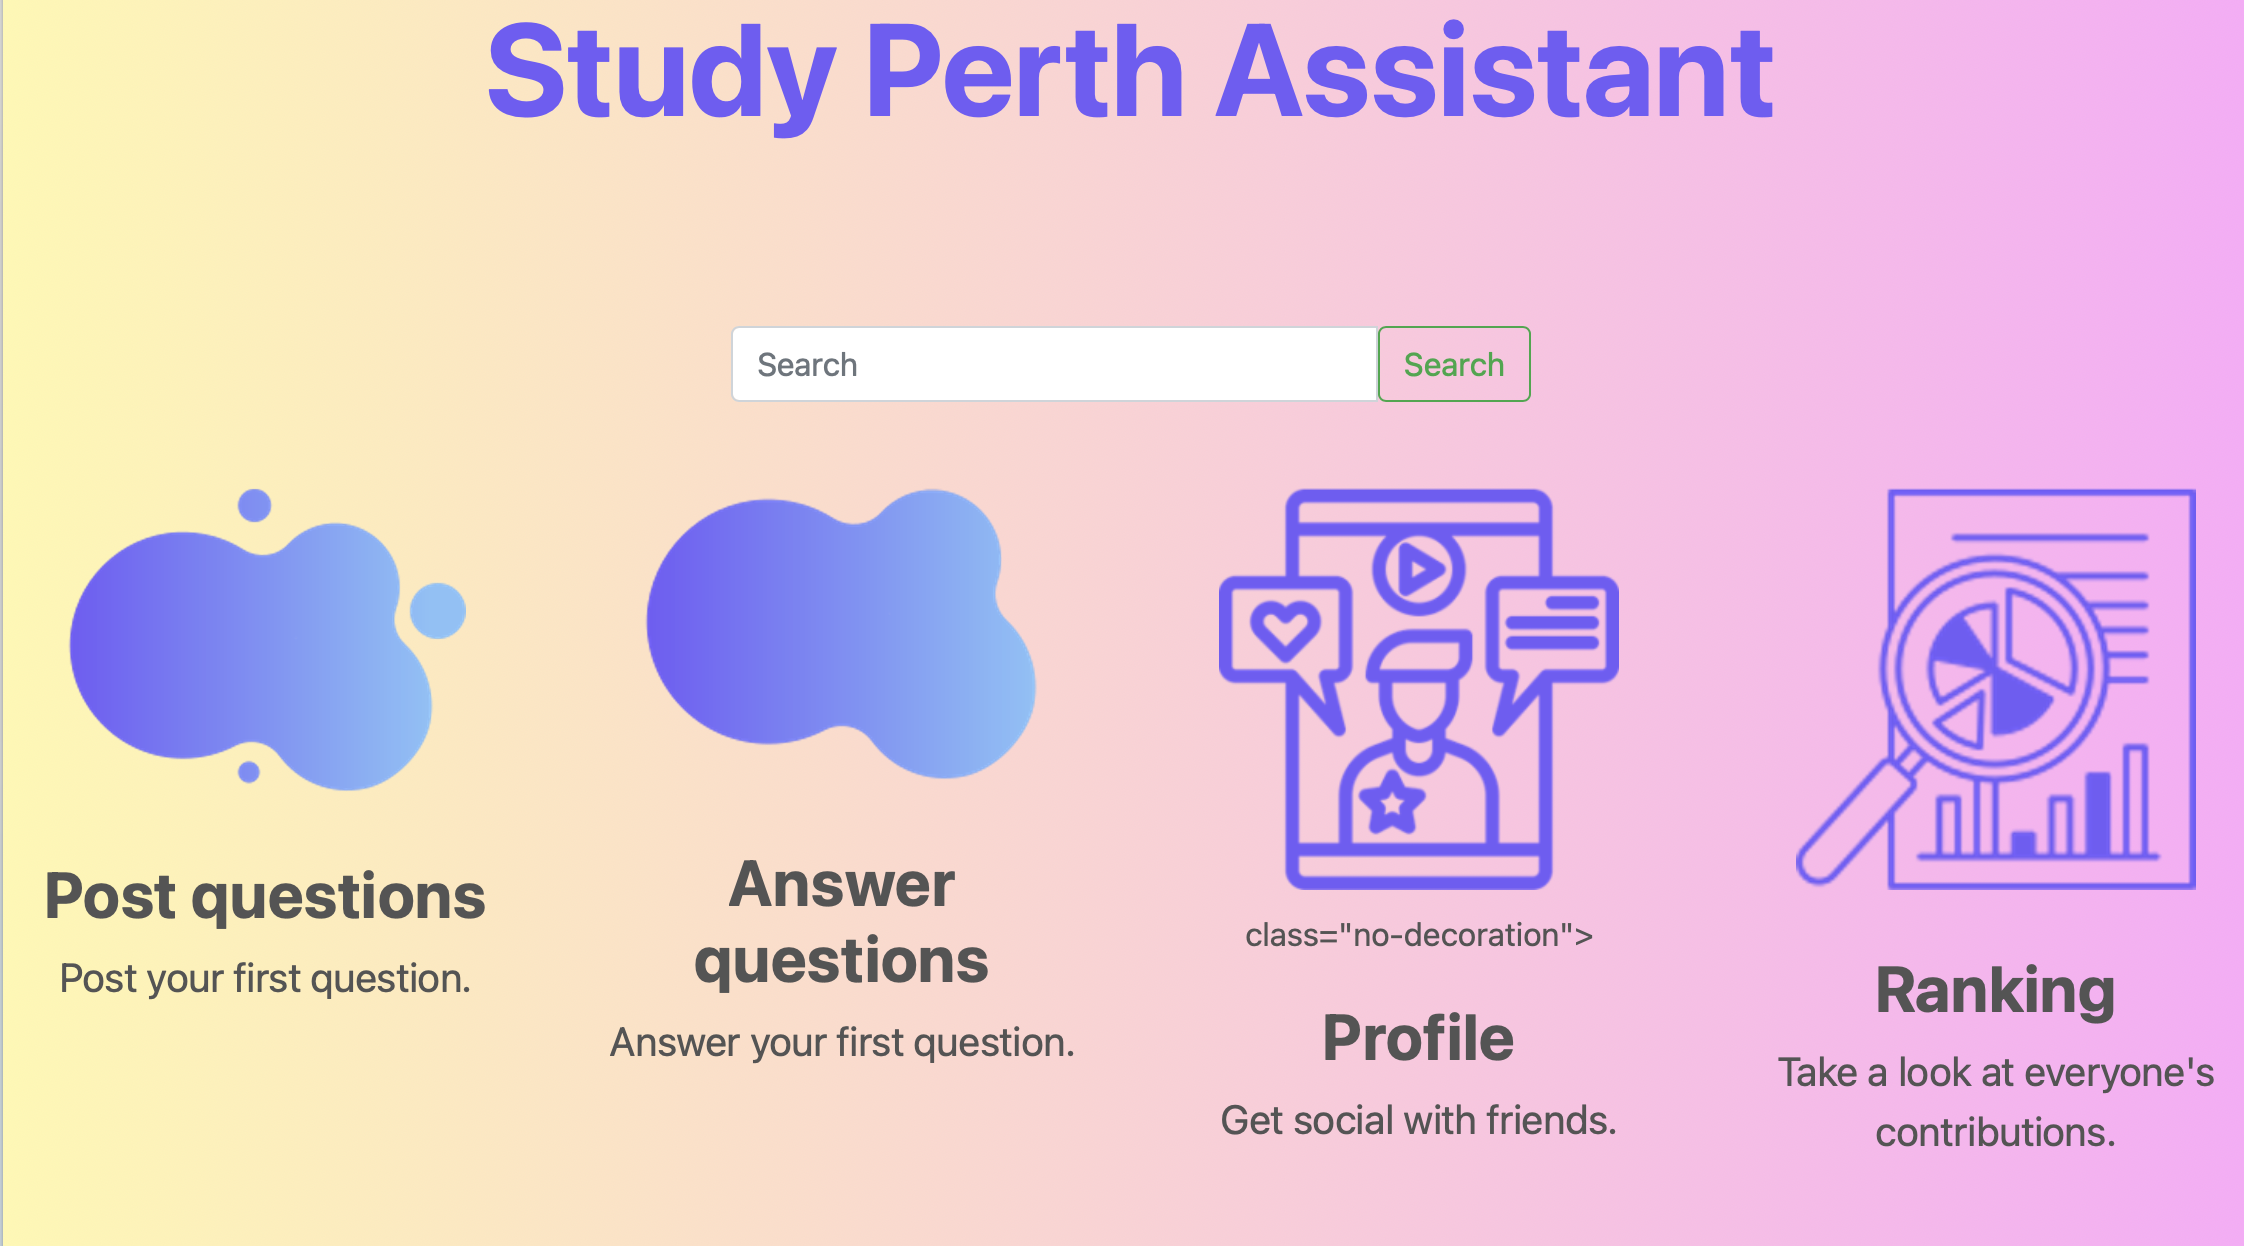 Study Perth Assistant
Search
Search
Post questions
Post your first question.
Answer
questions
Answer your first question.
class="no-decoration">
Profile
Get social with friends.
Ranking
Take a look at everyone's
contributions.